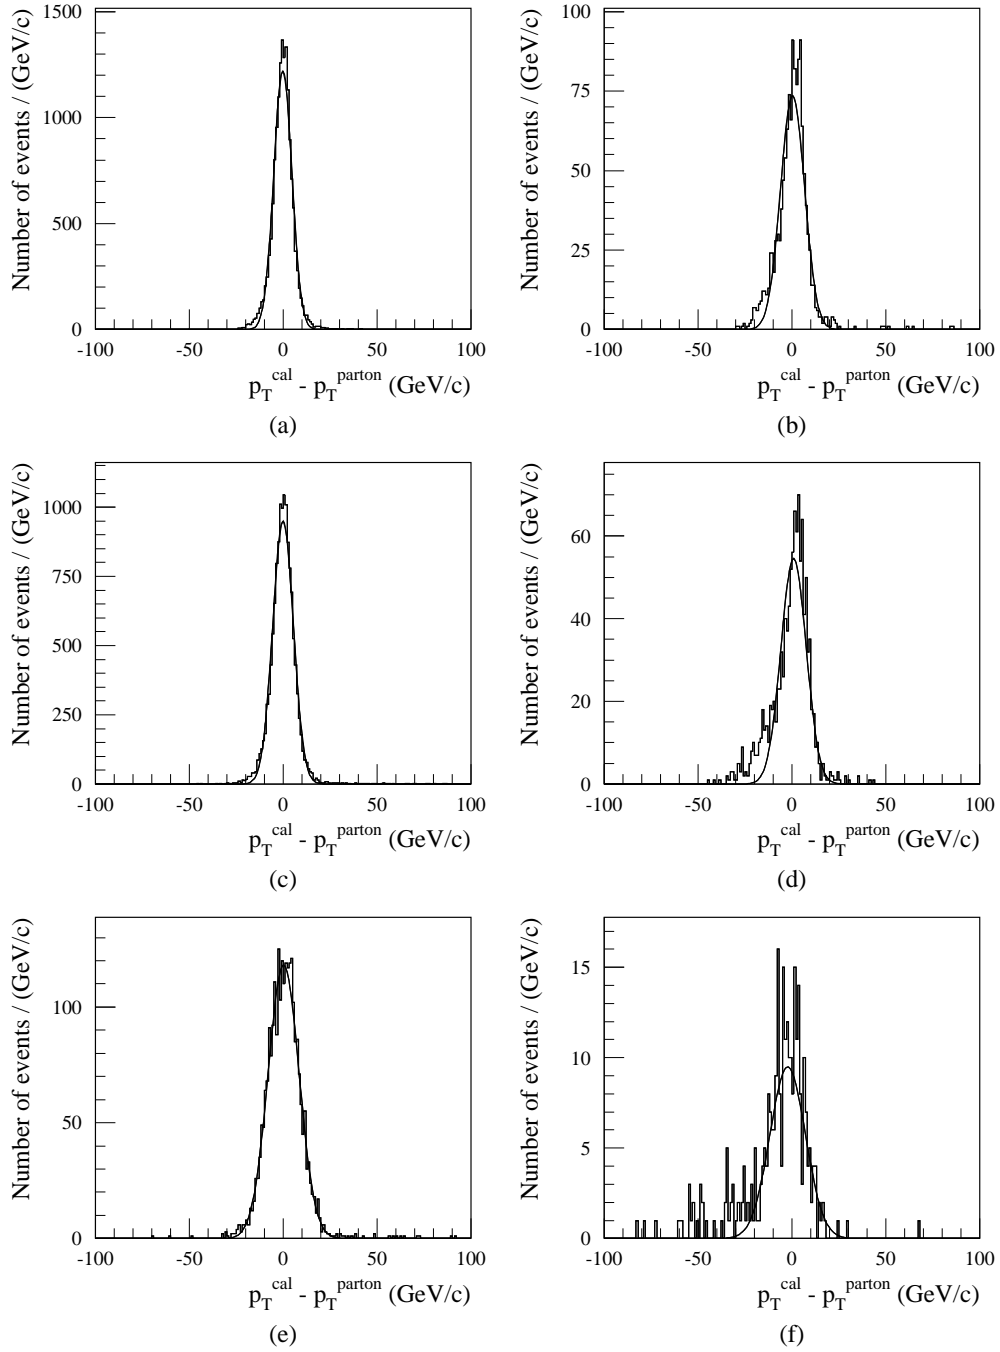 Number of events / (GeV/c)
1500
1000
500
0
-100 -50 0 50 100
p_T^cal - p_T^parton (GeV/c)
(a)
Number of events / (GeV/c)
100
75
50
25
0
-100 -50 0 50 100
p_T^cal - p_T^parton (GeV/c)
(b)
Number of events / (GeV/c)
1000
750
500
250
0
-100 -50 0 50 100
p_T^cal - p_T^parton (GeV/c)
(c)
Number of events / (GeV/c)
60
40
20
0
-100 -50 0 50 100
p_T^cal - p_T^parton (GeV/c)
(d)
Number of events / (GeV/c)
100
50
0
-100 -50 0 50 100
p_T^cal - p_T^parton (GeV/c)
(e)
Number of events / (GeV/c)
15
10
5
0
-100 -50 0 50 100
p_T^cal - p_T^parton (GeV/c)
(f)